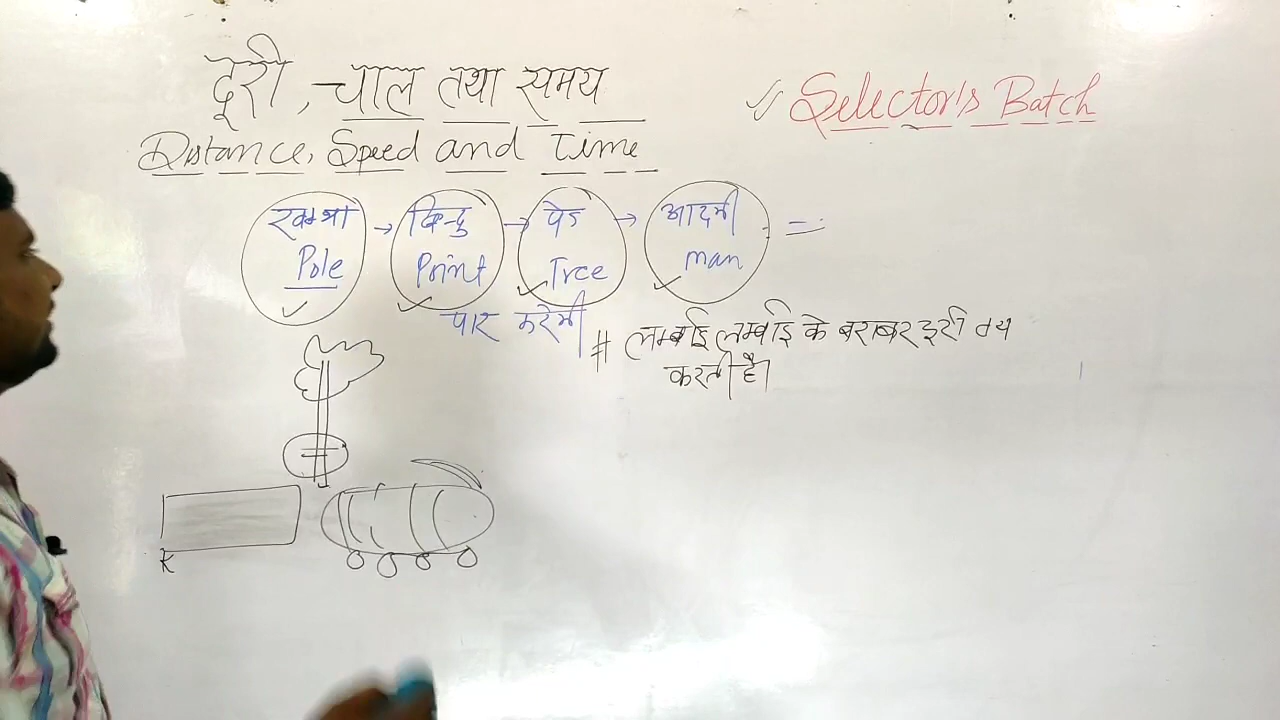 दूरी, चाल तथा समय
Distance, Speed and Time
Selector's Batch
खम्भा → बिन्दु → पेड → आदमी =
Pole Print Tree man
पार करेगी
# लम्बाई लम्बाई के बराबर दूरी तय
करती है।